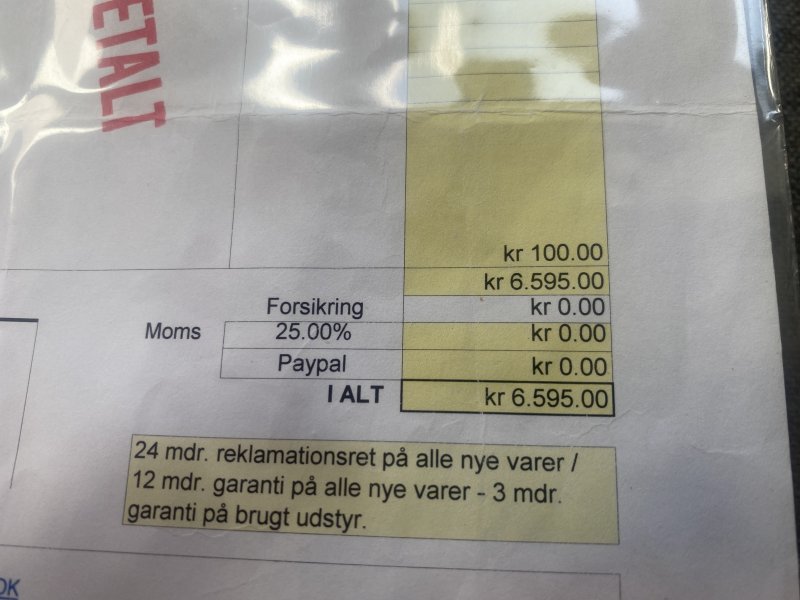 ETALT
kr 100.00
kr 6.595.00
Forsikring kr 0.00
Moms 25.00% kr 0.00
Paypal kr 0.00
I ALT kr 6.595.00
24 mdr. reklamationsret på alle nye varer /
12 mdr. garanti på alle nye varer - 3 mdr.
garanti på brugt udstyr.
OK